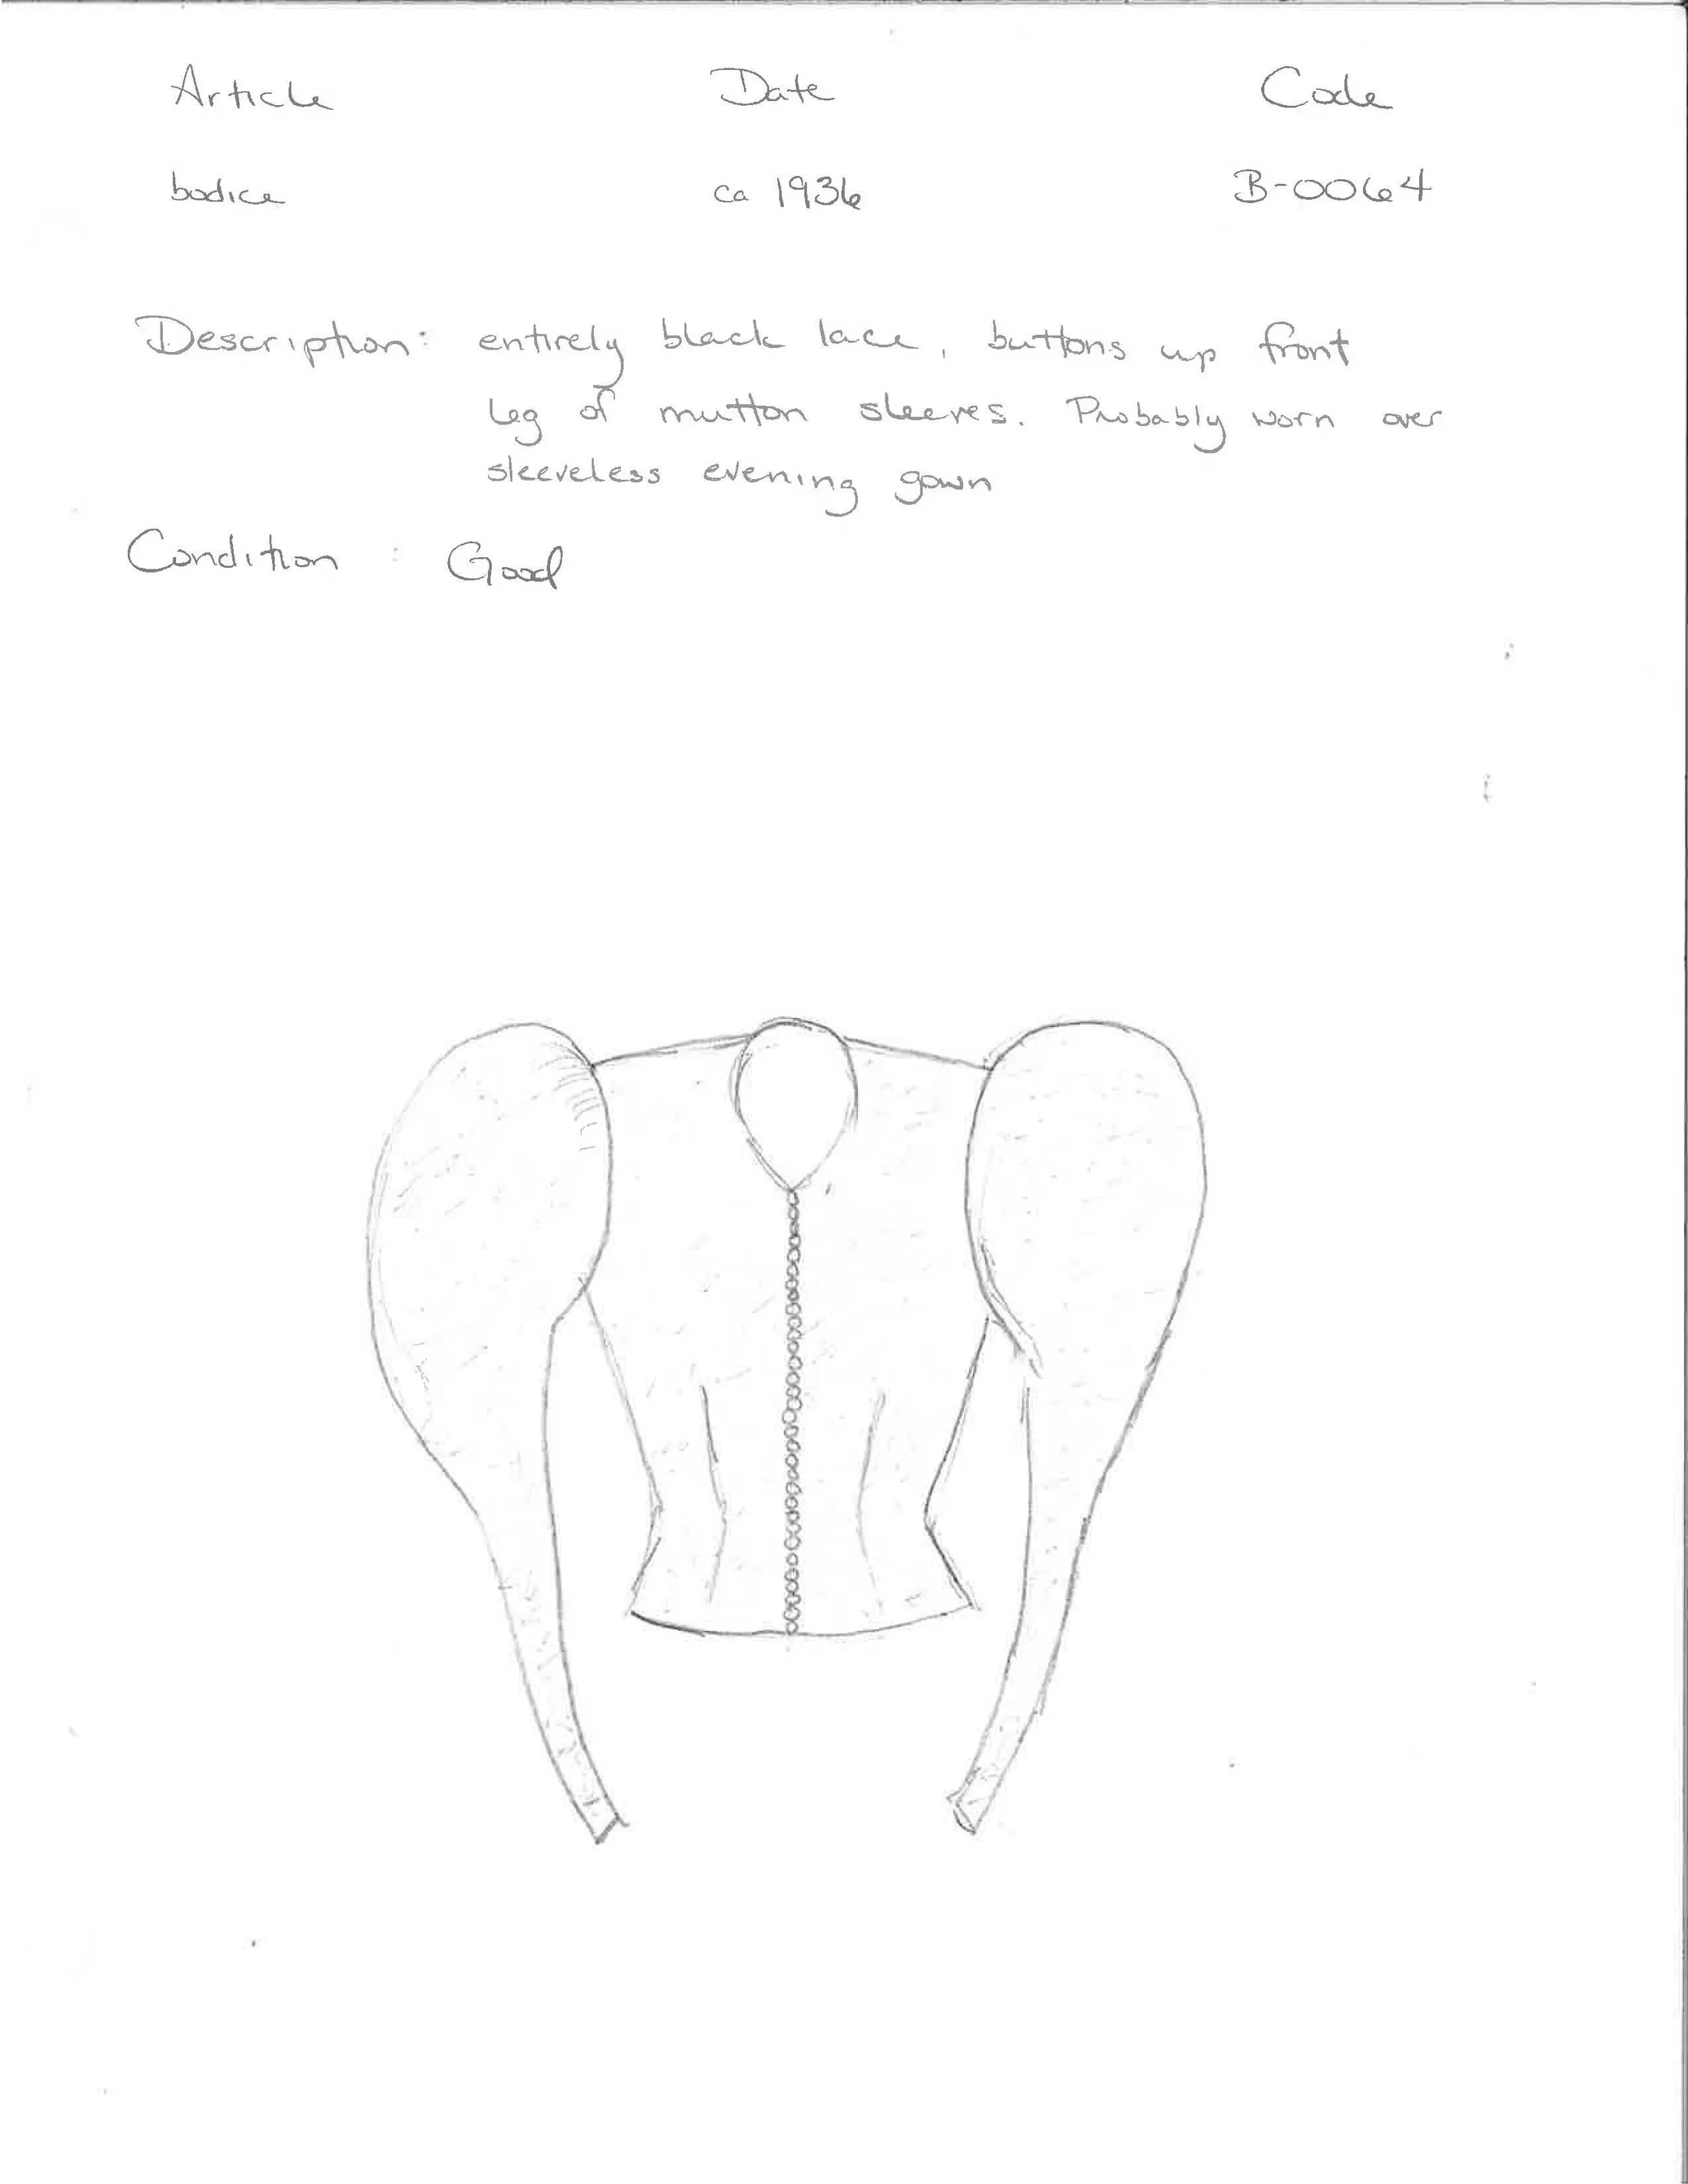 Article Date Code
bodice ca 1936 B-0064
Description: entirely black lace, buttons up front
leg of mutton sleeves. Probably worn over
sleeveless evening gown
Condition : Good